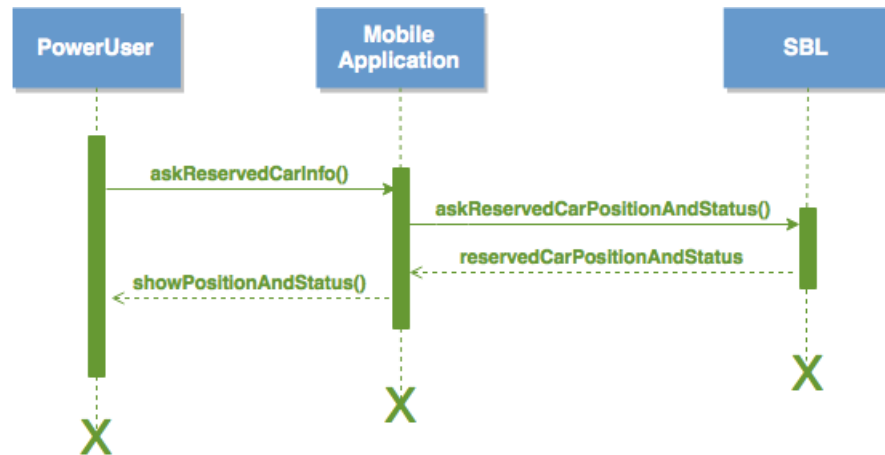 PowerUser
Mobile
Application
SBL
askReservedCarInfo()
askReservedCarPositionAndStatus()
reservedCarPositionAndStatus
showPositionAndStatus()
X
X
X